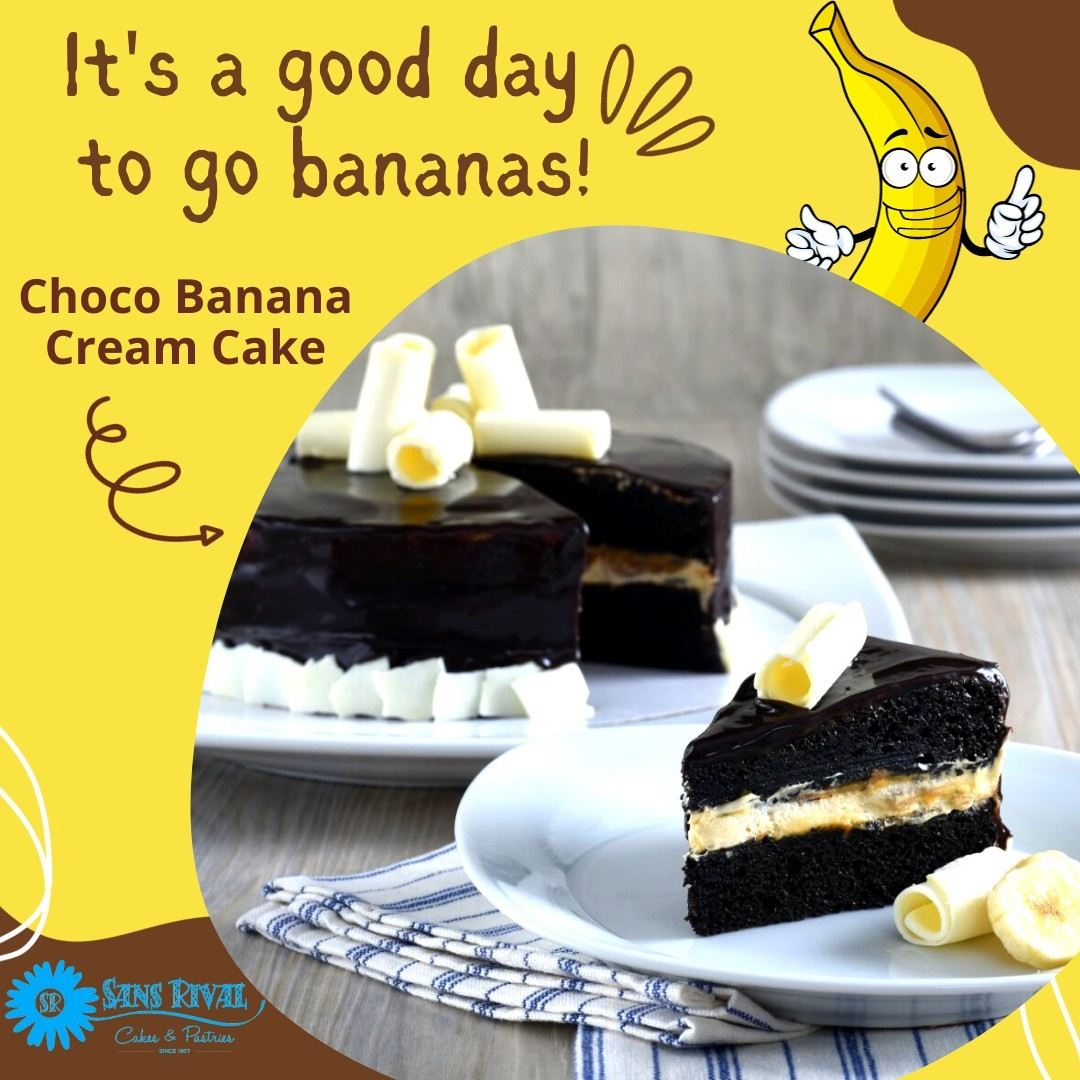 It's a good day
to go bananas!
Choco Banana
Cream Cake
SR
SANS RIVAL
Cakes & Pastries
SINCE 1977